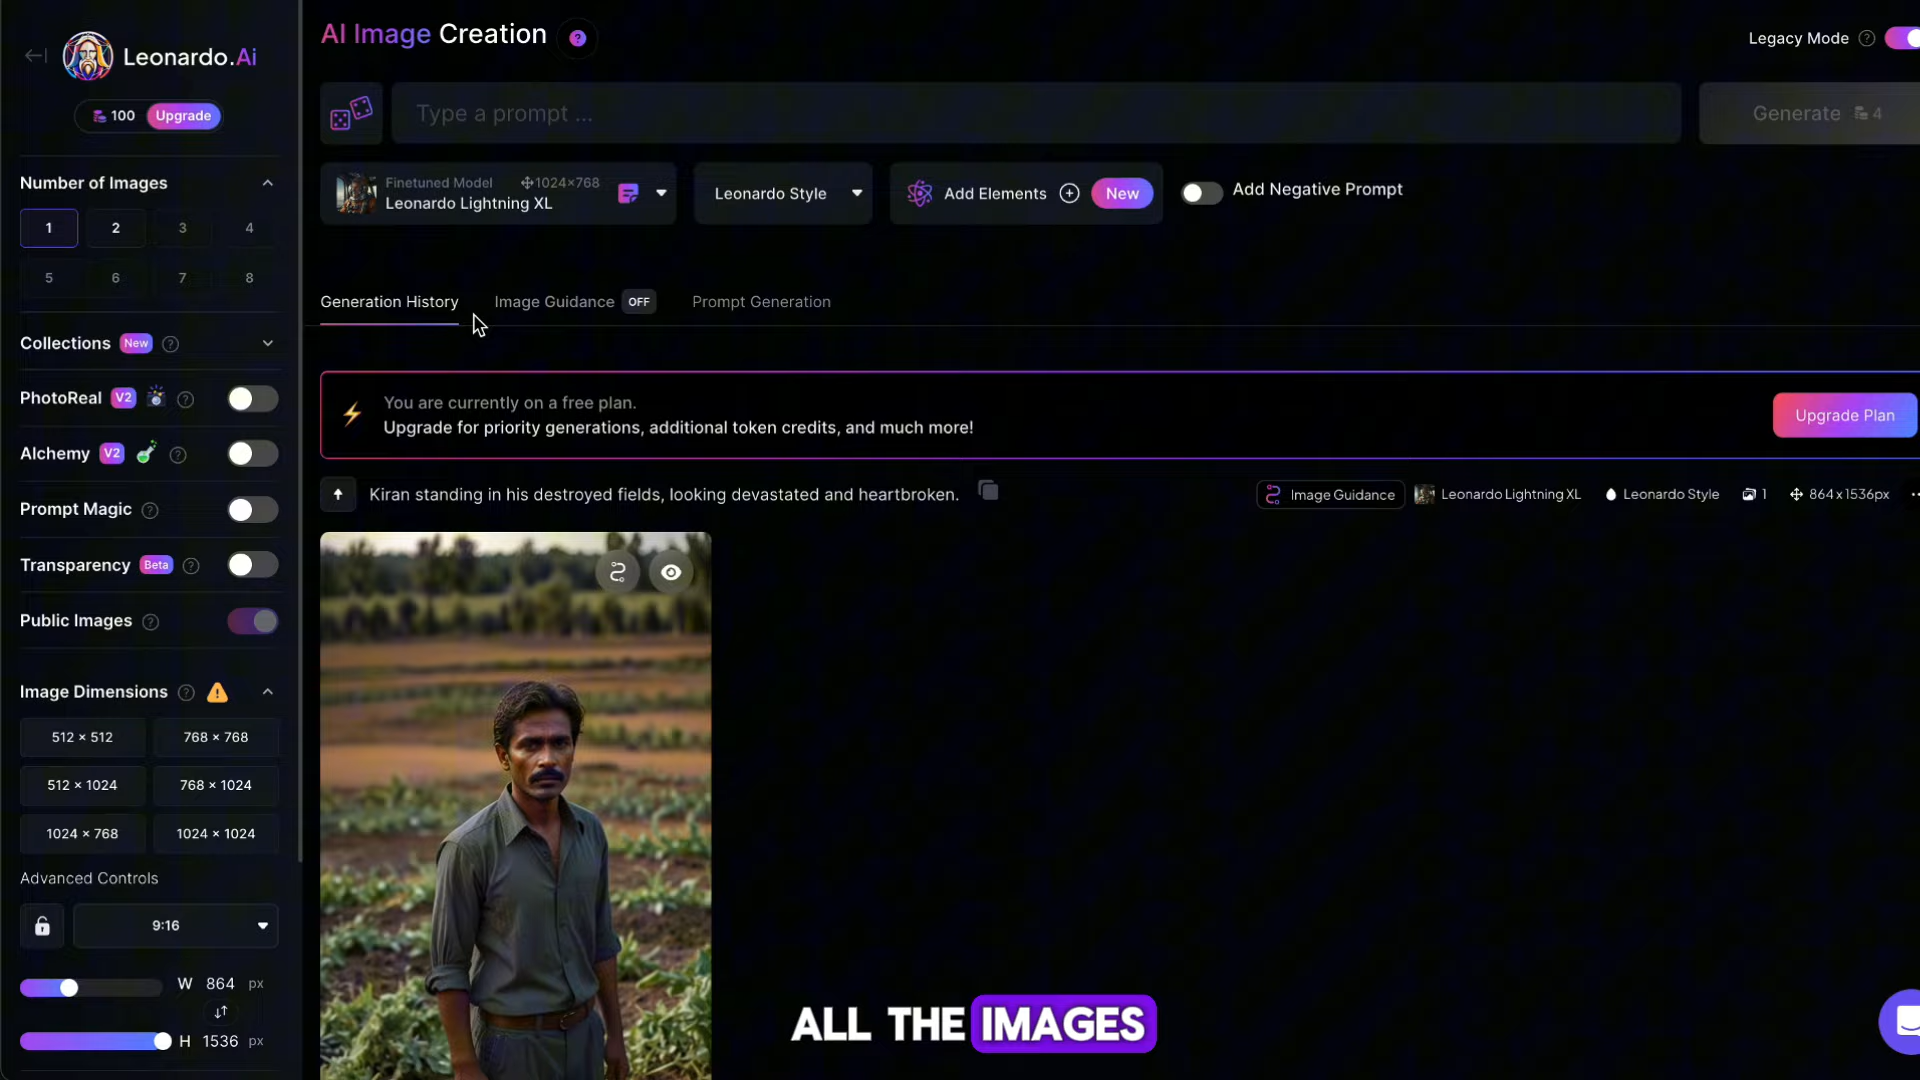 Leonardo.Ai
100 Upgrade
Number of Images
1 2 3 4
5 6 7 8
Collections New ?
PhotoReal V2 ?
Alchemy V2 ?
Prompt Magic ?
Transparency Beta ?
Public Images ?
Image Dimensions ?
512 × 512 768 × 768
512 × 1024 768 × 1024
1024 × 768 1024 × 1024
Advanced Controls
9:16
W 864 px
H 1536 px
AI Image Creation ?
Legacy Mode ?
Type a prompt ...
Generate 4
Finetuned Model 1024×768
Leonardo Lightning XL
Leonardo Style
Add Elements New
Add Negative Prompt
Generation History Image Guidance OFF Prompt Generation
You are currently on a free plan.
Upgrade for priority generations, additional token credits, and much more!
Upgrade Plan
Kiran standing in his destroyed fields, looking devastated and heartbroken.
Image Guidance Leonardo Lightning XL Leonardo Style 1 864 x 1536px
ALL THE IMAGES